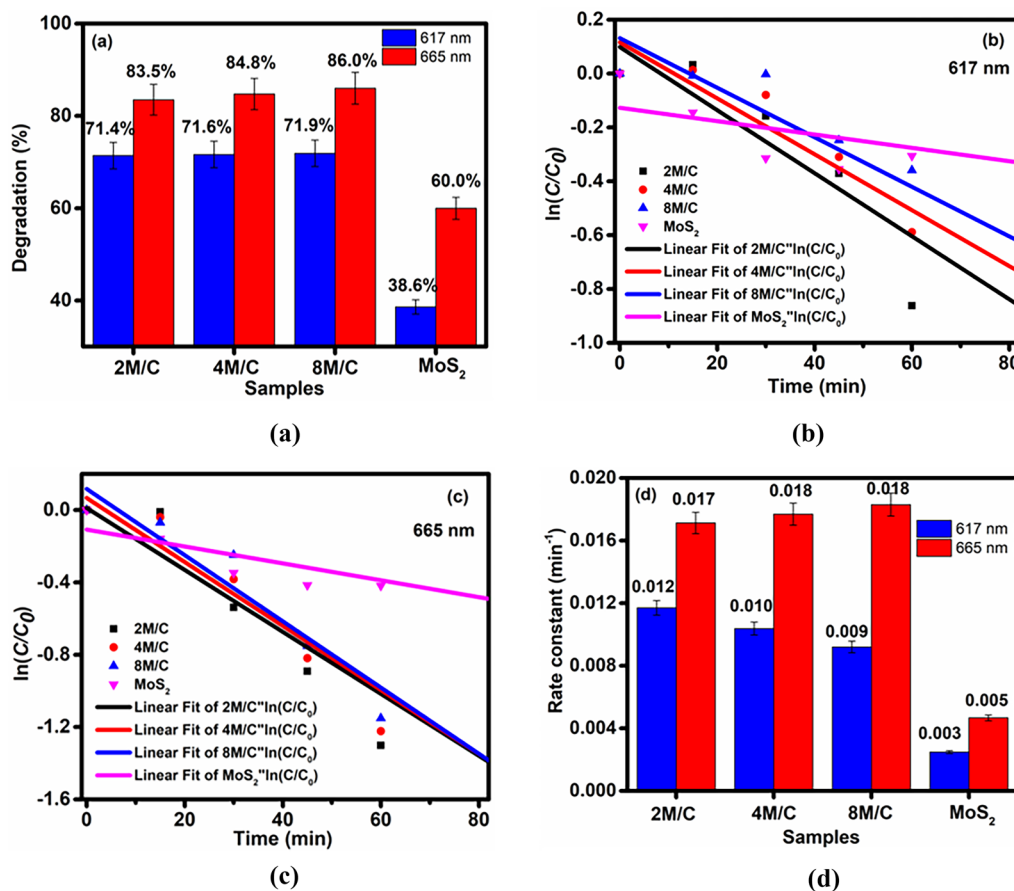 (a)
617 nm
665 nm
100
80
60
40
Degradation (%)
71.4%
83.5%
71.6%
84.8%
71.9%
86.0%
38.6%
60.0%
2M/C
4M/C
8M/C
MoS2
Samples
(a)
(b)
617 nm
0.0
-0.2
-0.4
-0.6
-0.8
-1.0
ln(C/C0)
2M/C
4M/C
8M/C
MoS2
Linear Fit of 2M/C"ln(C/C0)
Linear Fit of 4M/C"ln(C/C0)
Linear Fit of 8M/C"ln(C/C0)
Linear Fit of MoS2"ln(C/C0)
0
20
40
60
80
Time (min)
(b)
(c)
665 nm
0.0
-0.4
-0.8
-1.2
-1.6
ln(C/C0)
2M/C
4M/C
8M/C
MoS2
Linear Fit of 2M/C"ln(C/C0)
Linear Fit of 4M/C"ln(C/C0)
Linear Fit of 8M/C"ln(C/C0)
Linear Fit of MoS2"ln(C/C0)
0
20
40
60
80
Time (min)
(c)
(d)
617 nm
665 nm
0.020
0.016
0.012
0.008
0.004
0.000
Rate constant (min-1)
0.012
0.017
0.010
0.018
0.009
0.018
0.003
0.005
2M/C
4M/C
8M/C
MoS2
Samples
(d)